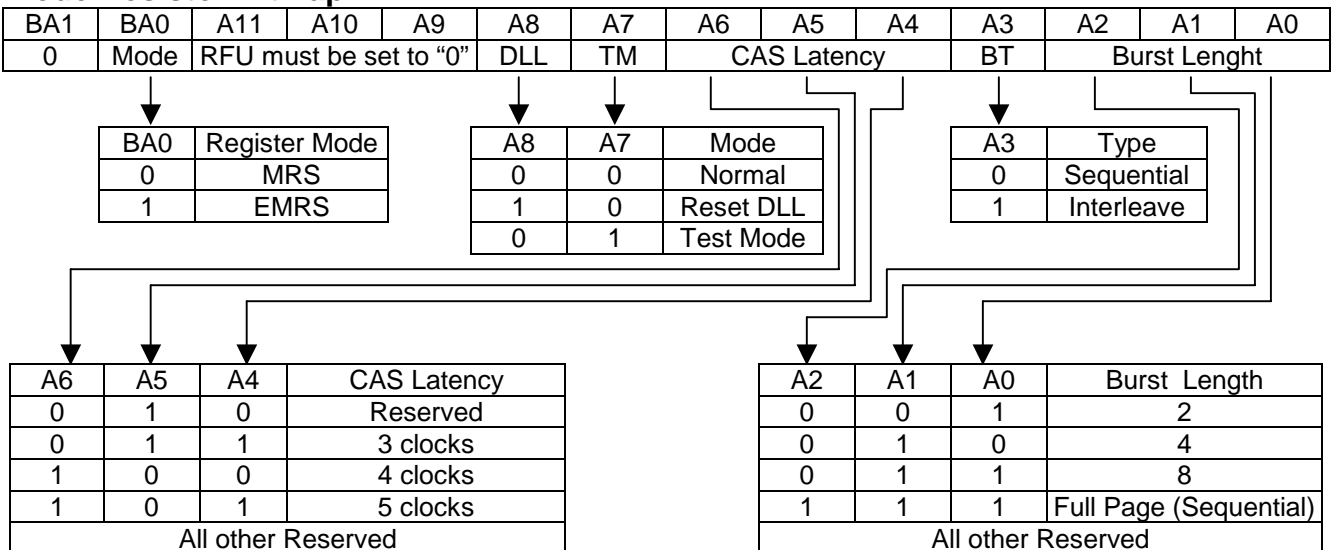 BA1 BA0 A11 A10 A9 A8 A7 A6 A5 A4 A3 A2 A1 A0
0 Mode RFU must be set to “0” DLL TM CAS Latency BT Burst Lenght
BA0 Register Mode
0 MRS
1 EMRS
A8 A7 Mode
0 0 Normal
1 0 Reset DLL
0 1 Test Mode
A3 Type
0 Sequential
1 Interleave
A6 A5 A4 CAS Latency
0 1 0 Reserved
0 1 1 3 clocks
1 0 0 4 clocks
1 0 1 5 clocks
All other Reserved
A2 A1 A0 Burst Length
0 0 1 2
0 1 0 4
0 1 1 8
1 1 1 Full Page (Sequential)
All other Reserved